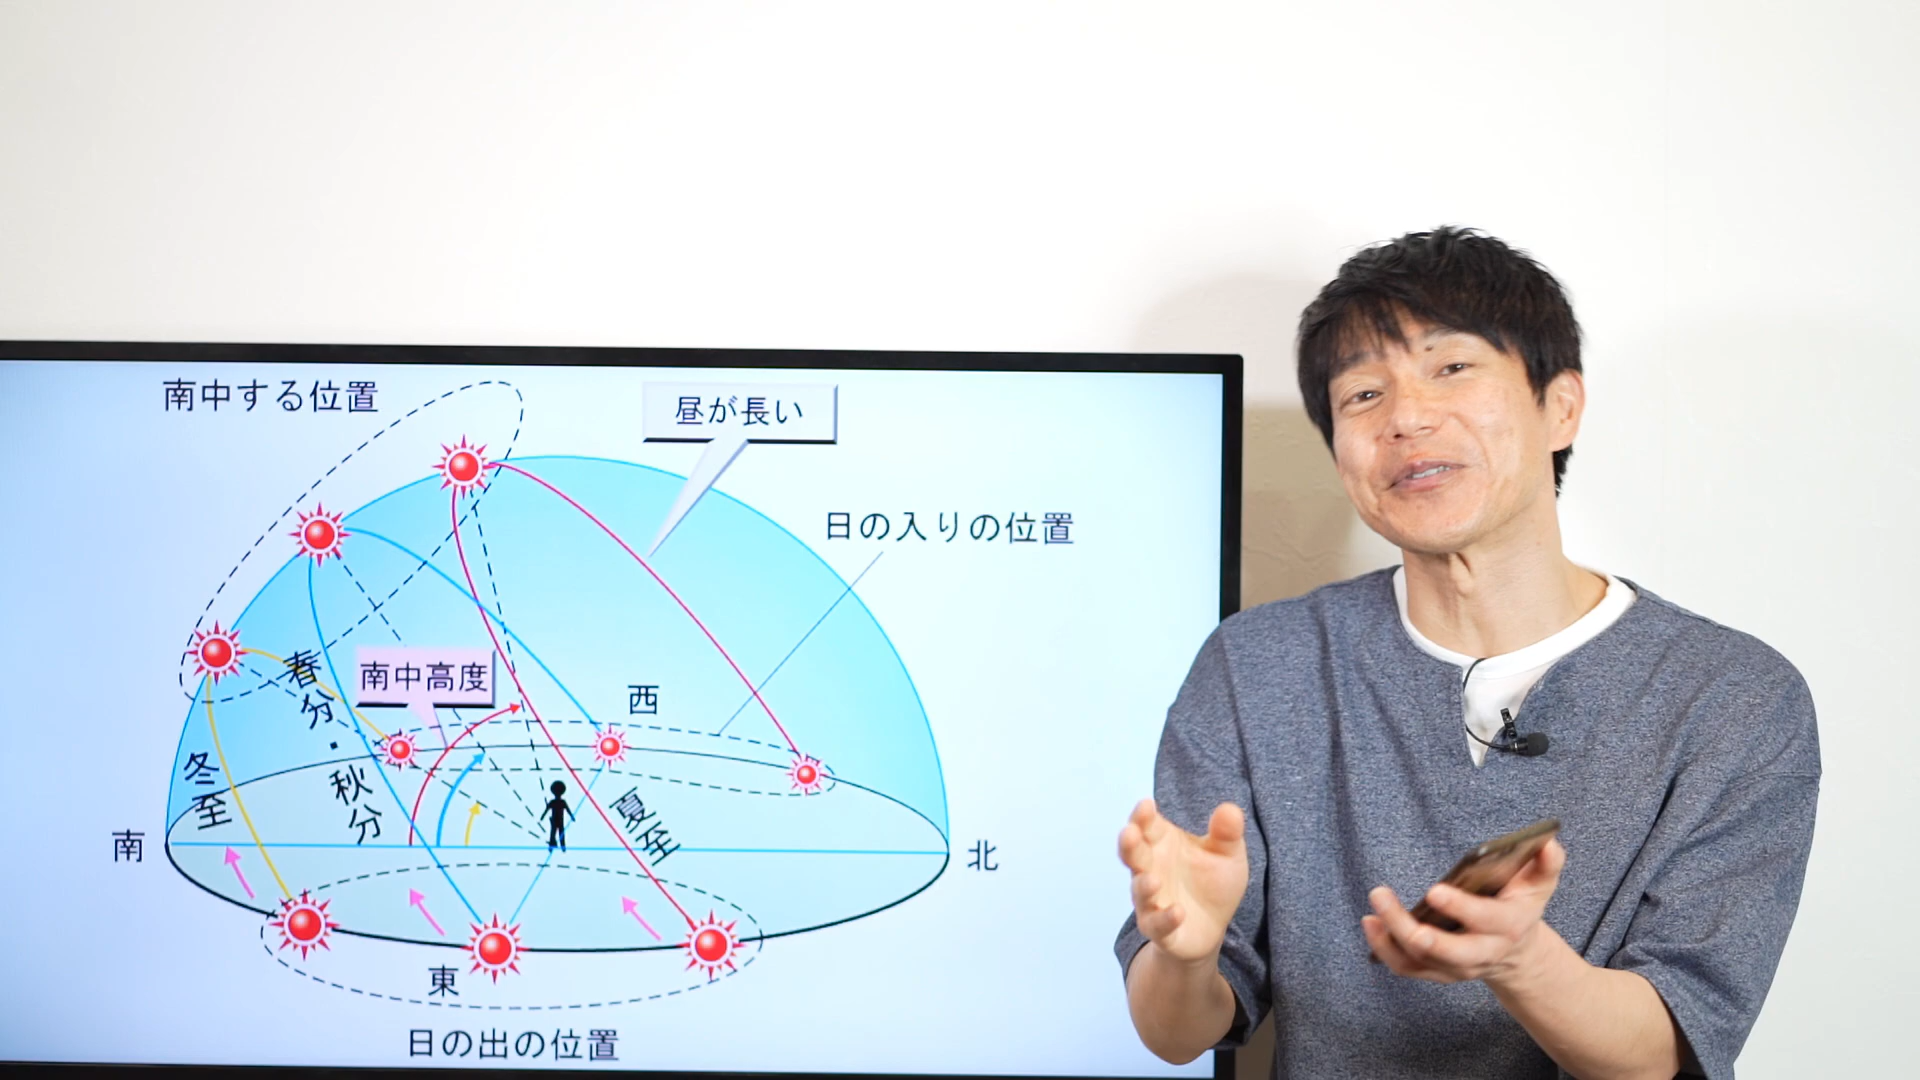 南中する位置
昼が長い
日の入りの位置
南中高度
西
春分・秋分
冬至
夏至
南
北
東
日の出の位置